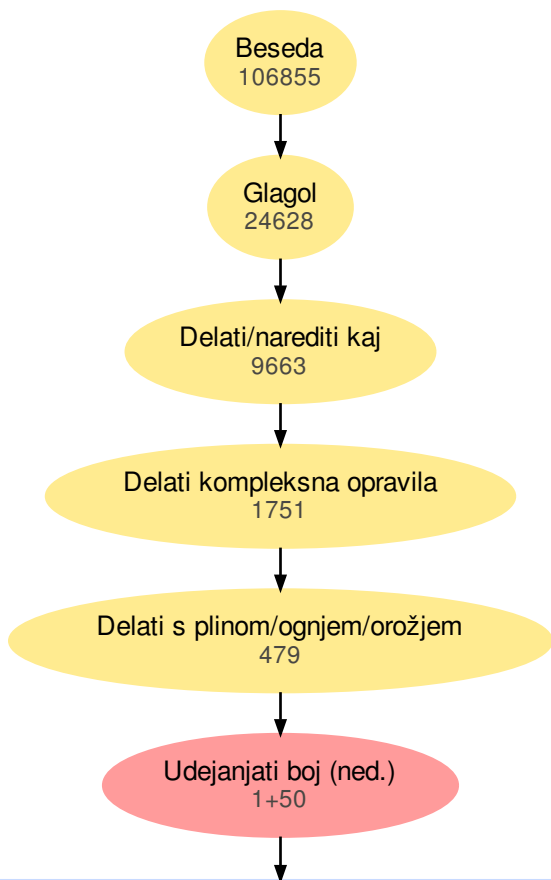 Beseda
106855
Glagol
24628
Delati/narediti kaj
9663
Delati kompleksna opravila
1751
Delati s plinom/ognjem/orožjem
479
Udejanjati boj (ned.)
1+50